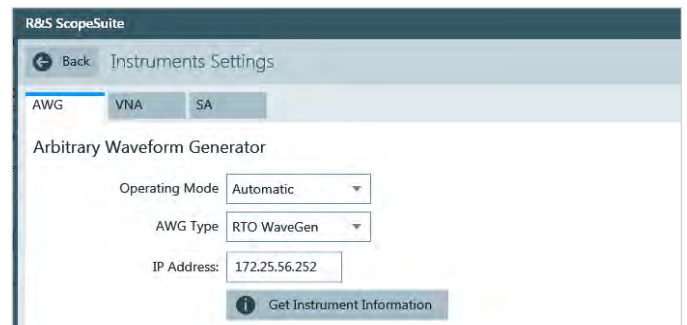 R&S ScopeSuite
Back Instruments Settings
AWG VNA SA
Arbitrary Waveform Generator
Operating Mode Automatic
AWG Type RTO WaveGen
IP Address: 172.25.56.252
Get Instrument Information